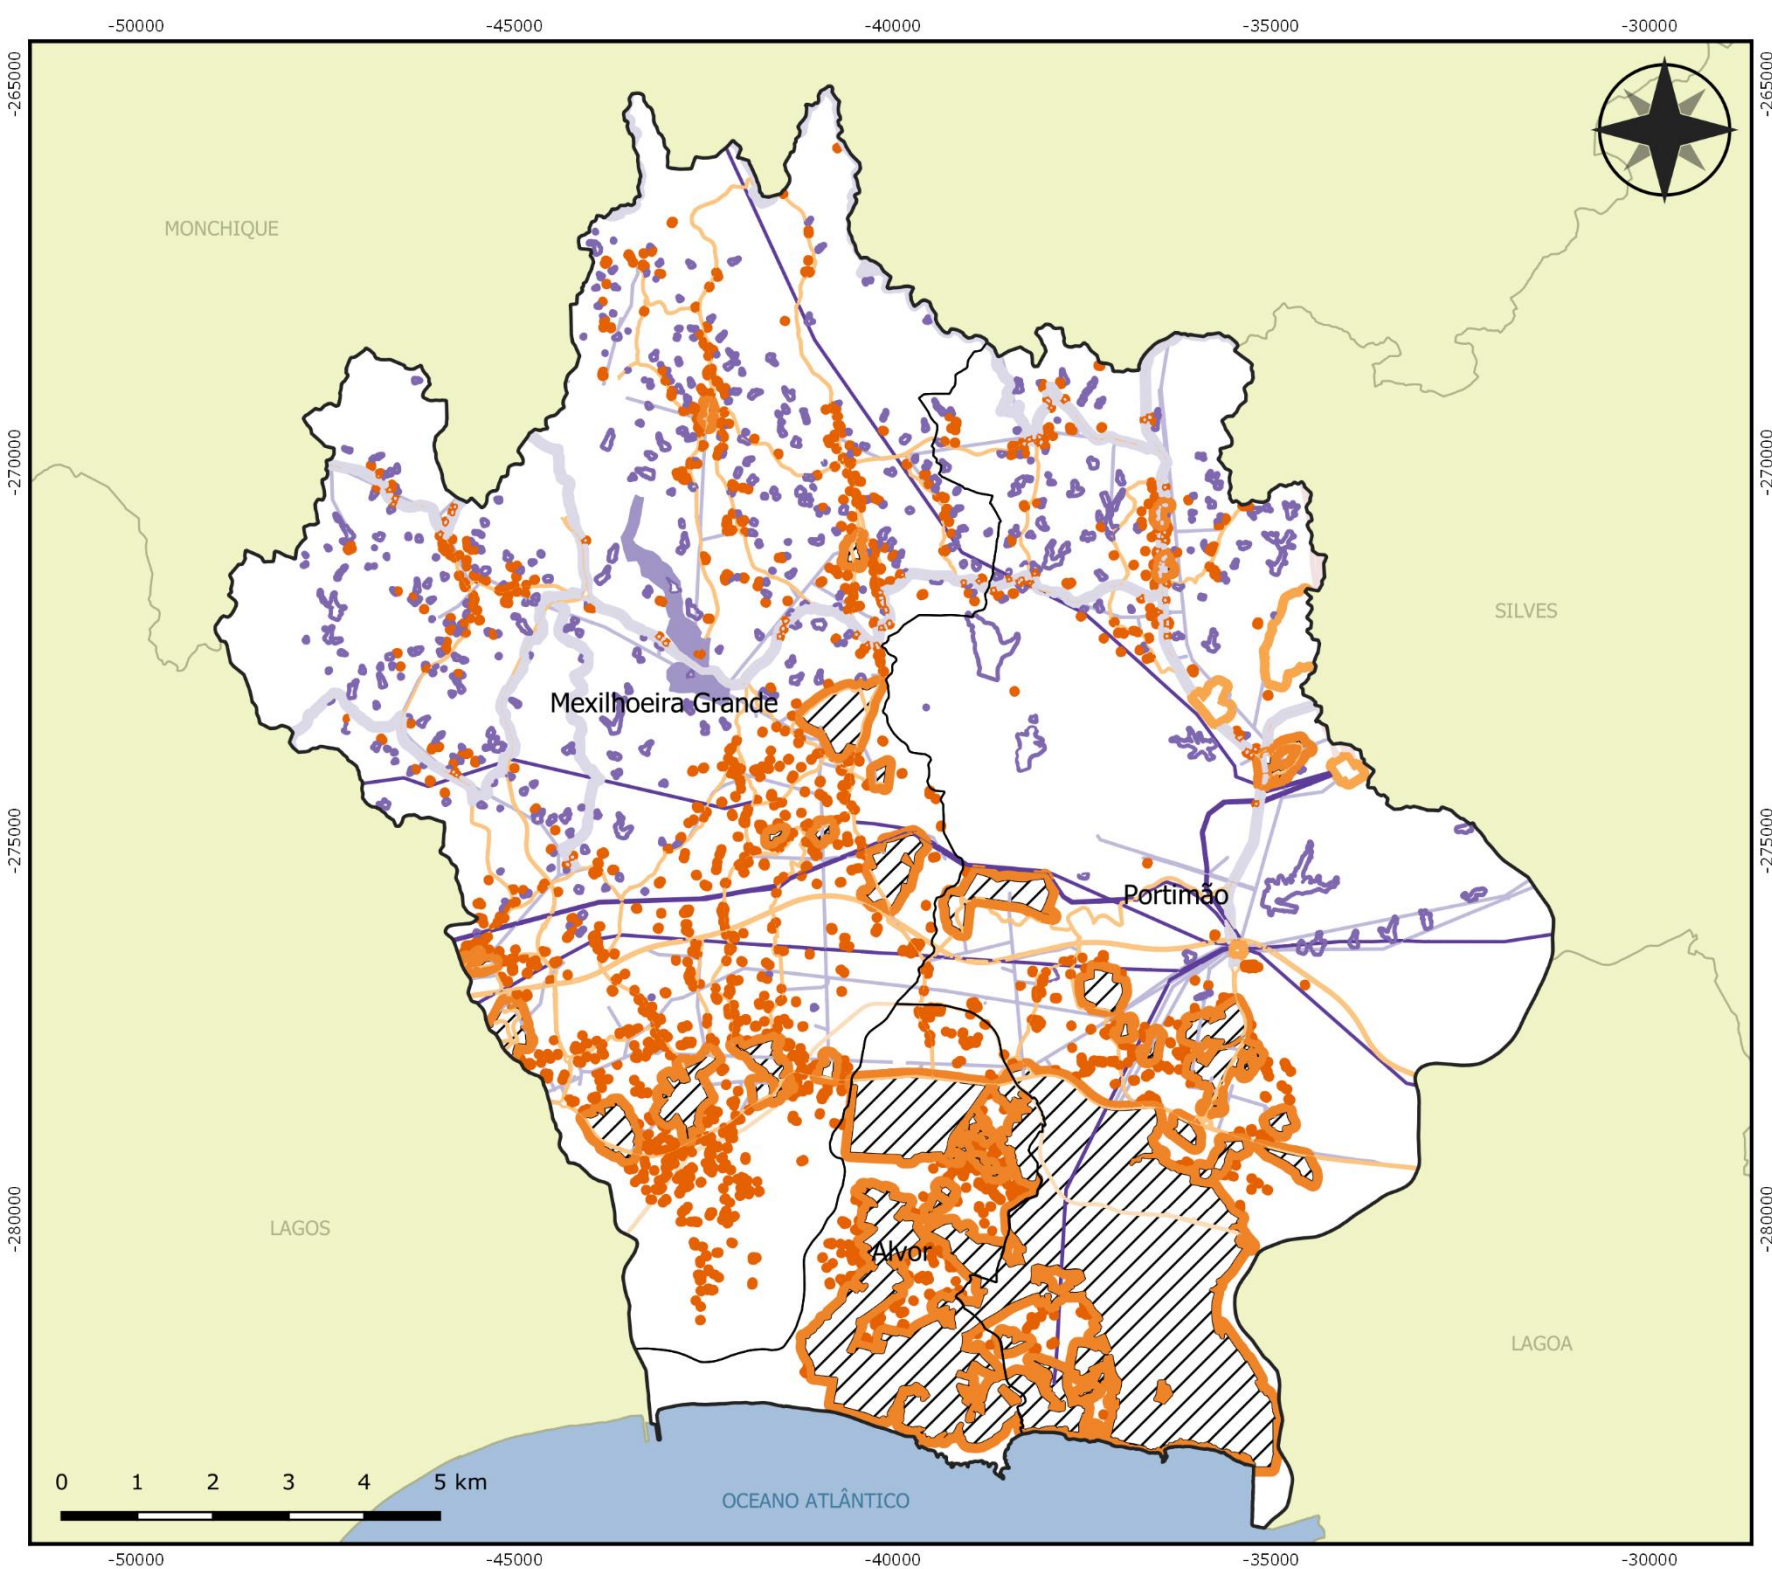 -50000 -45000 -40000 -35000 -30000
-265000 -265000
MONCHIQUE
-270000 -270000
SILVES
Mexilhoeira Grande
-275000 -275000
Portimão
-280000 -280000
LAGOS
Alvor
LAGOA
0 1 2 3 4 5 km
OCEANO ATLÂNTICO
-50000 -45000 -40000 -35000 -30000